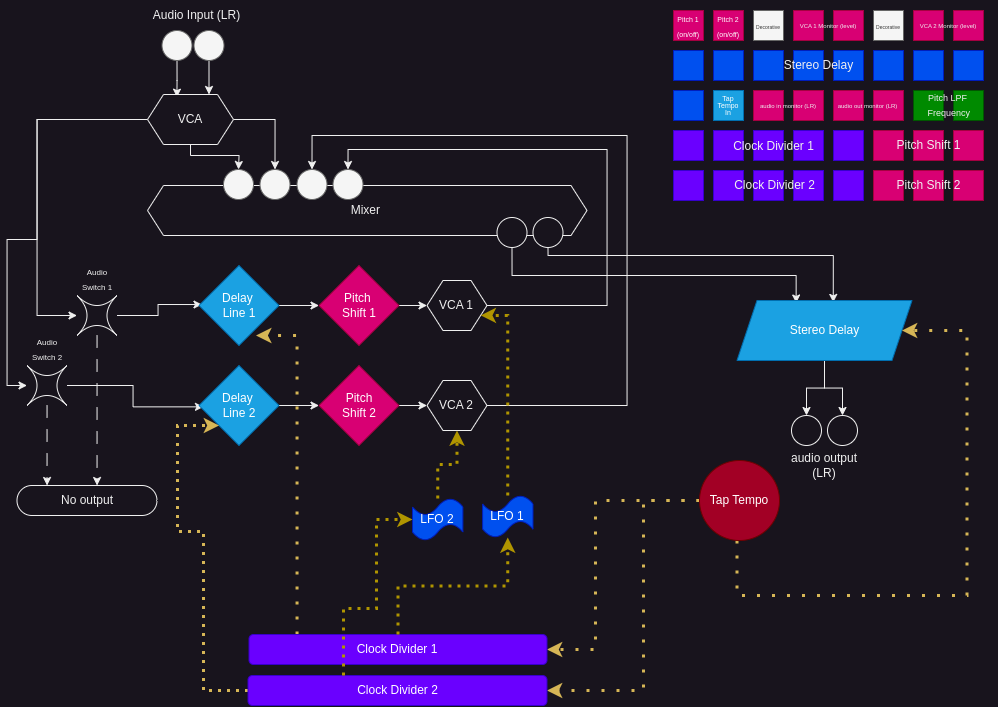 Audio Input (LR)
VCA
Mixer
Audio
Switch 1
Audio
Switch 2
Delay
Line 1
Pitch
Shift 1
VCA 1
Delay
Line 2
Pitch
Shift 2
VCA 2
No output
LFO 2
LFO 1
Clock Divider 1
Clock Divider 2
Tap Tempo
Stereo Delay
audio output
(LR)
Pitch 1
(on/off)
Pitch 2
(on/off)
Decorative
VCA 1 Monitor (level)
Decorative
VCA 2 Monitor (level)
Stereo Delay
Tap
Tempo
In
audio in monitor (LR)
audio out monitor (LR)
Pitch LPF
Frequency
Clock Divider 1
Pitch Shift 1
Clock Divider 2
Pitch Shift 2